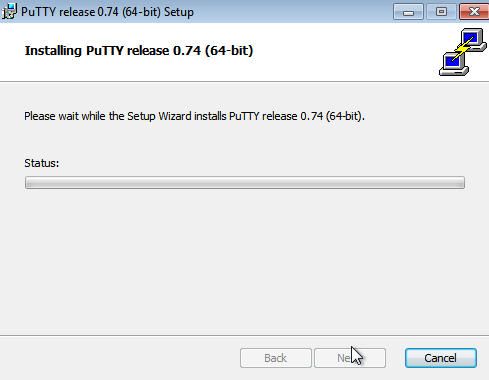 PuTTY release 0.74 (64-bit) Setup
Installing PuTTY release 0.74 (64-bit)
Please wait while the Setup Wizard installs PuTTY release 0.74 (64-bit).
Status:
Back
Cancel